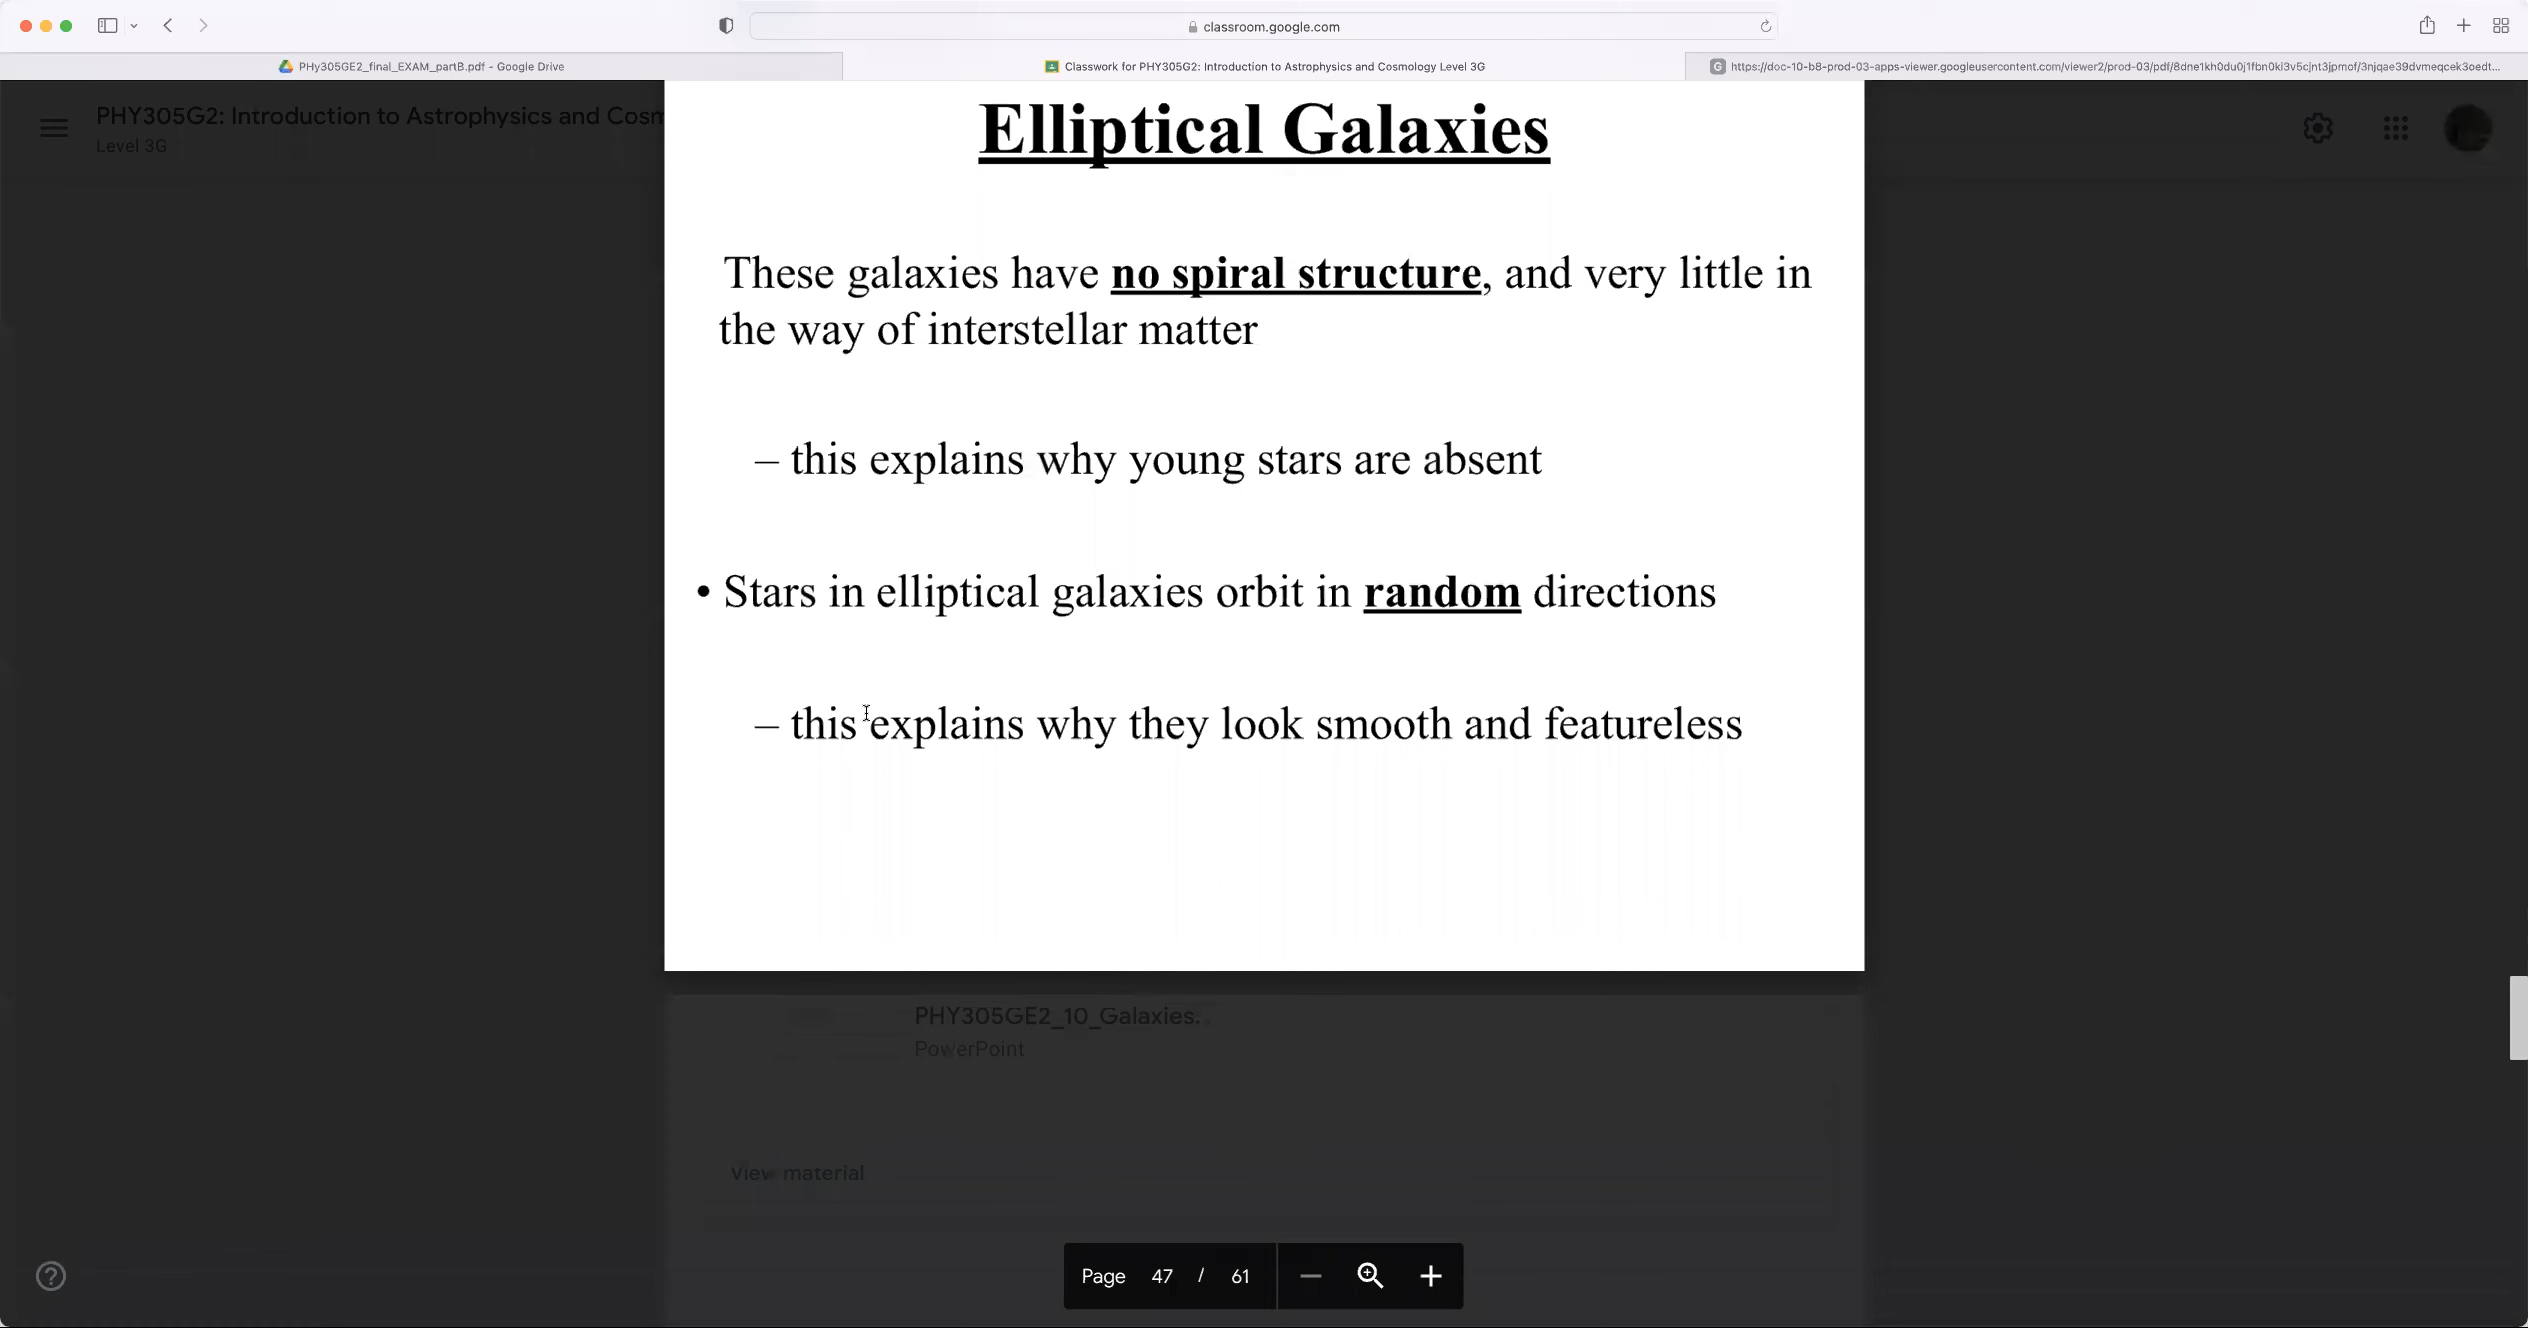 classroom.google.com
PHy305GE2_final_EXAM_partB.pdf - Google Drive
Classwork for PHY305G2: Introduction to Astrophysics and Cosmology Level 3G
PHY305G2: Introduction to Astrophysics and Cosm
Level 3G
Elliptical Galaxies
These galaxies have no spiral structure, and very little in
the way of interstellar matter
– this explains why young stars are absent
• Stars in elliptical galaxies orbit in random directions
– this explains why they look smooth and featureless
PHY305GE2_10_Galaxies.
PowerPoint
View material
Page 47 / 61